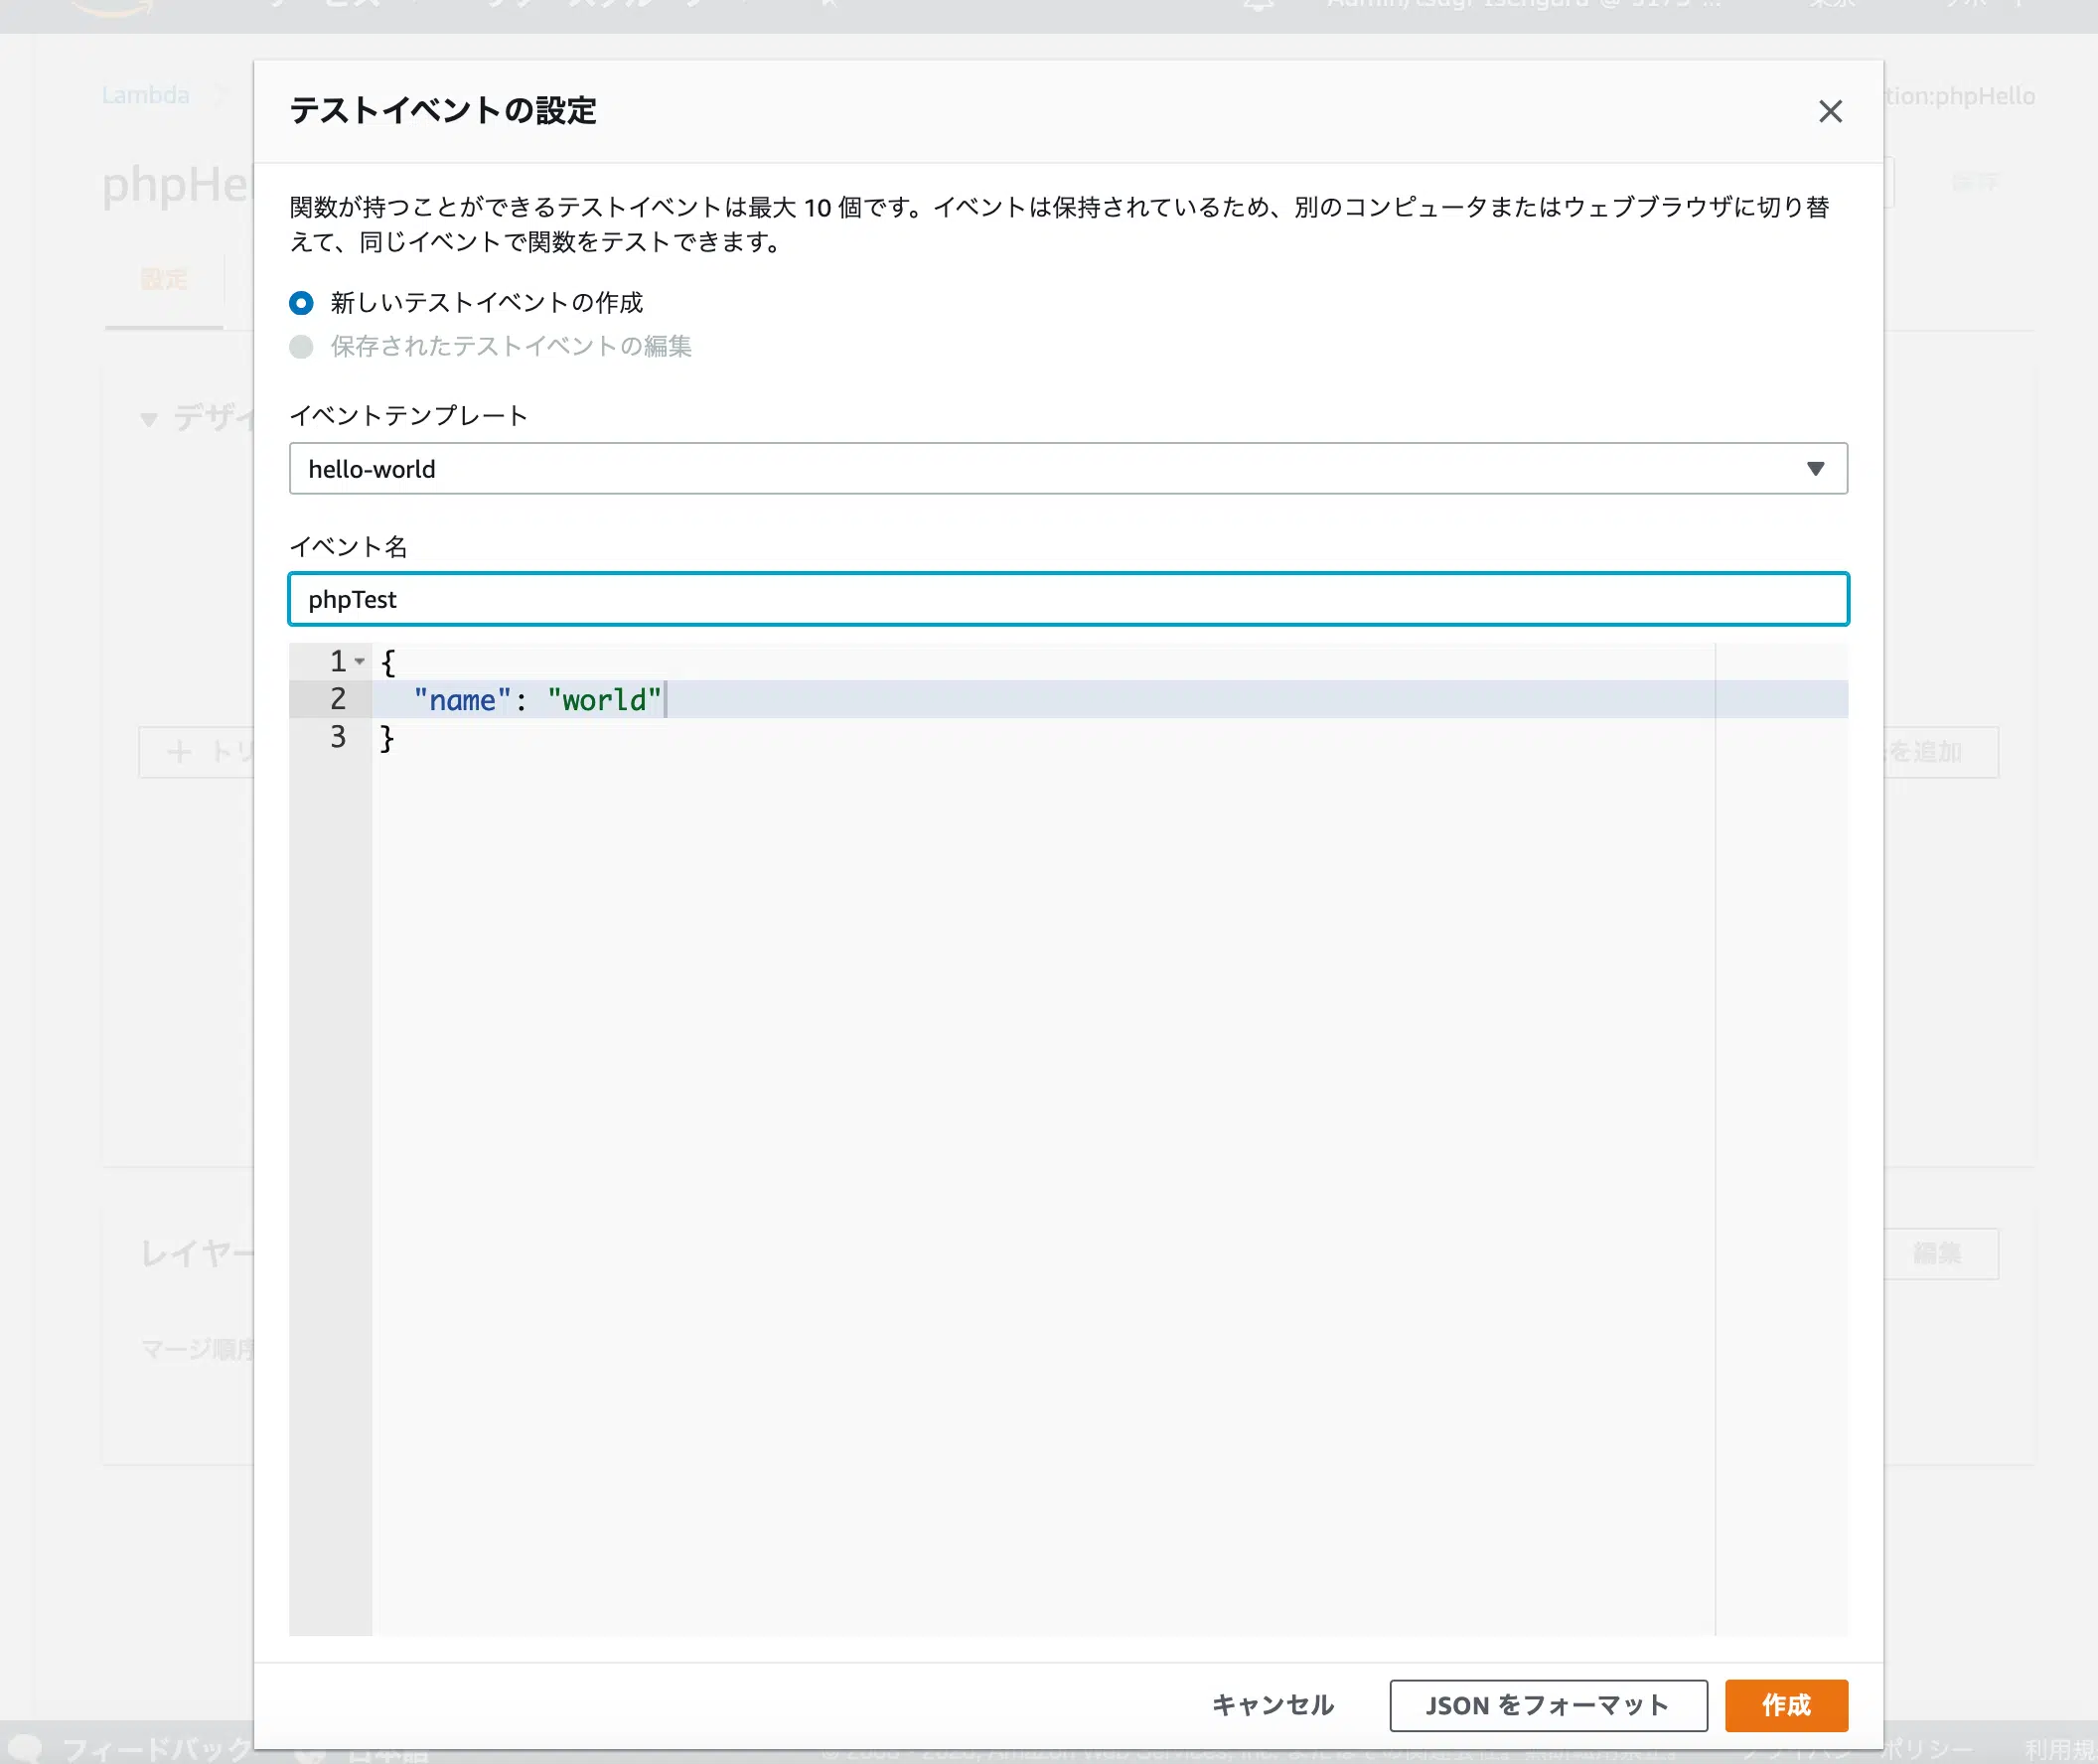 Lambda
tion:phpHello
phpHel
保存
設定
テストイベントの設定
関数が持つことができるテストイベントは最大 10 個です。イベントは保持されているため、別のコンピュータまたはウェブブラウザに切り替
えて、同じイベントで関数をテストできます。
新しいテストイベントの作成
保存されたテストイベントの編集
イベントテンプレート
デザイ
hello-world
イベント名
phpTest
1 {
2 "name": "world"
3 }
+ トリ
を追加
レイヤー
編集
マージ順序
キャンセル
JSON をフォーマット
作成
フィードバック
日本語